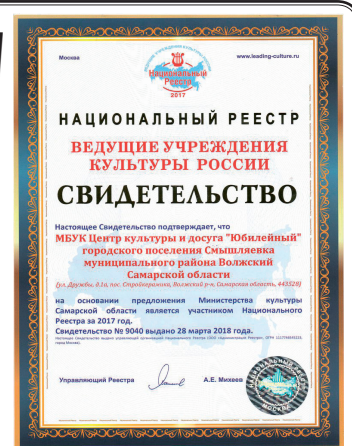 Москва www.leading-culture.ru
Национальный
Реестр
2017
НАЦИОНАЛЬНЫЙ РЕЕСТР
ВЕДУЩИЕ УЧРЕЖДЕНИЯ
КУЛЬТУРЫ РОССИИ
СВИДЕТЕЛЬСТВО
Настоящее Свидетельство подтверждает, что
МБУК Центр культуры и досуга "Юбилейный"
городского поселения Смышляевка
муниципального района Волжский
Самарской области
(ул. Дружбы, д.1а, пос. Стройкерамика, Волжский р-н, Самарская область, 443528)
на основании предложения Министерства культуры
Самарской области является участником Национального
Реестра за 2017 год.
Свидетельство № 9040 выдано 28 марта 2018 года.
Управляющий Реестра А.Е. Михеев